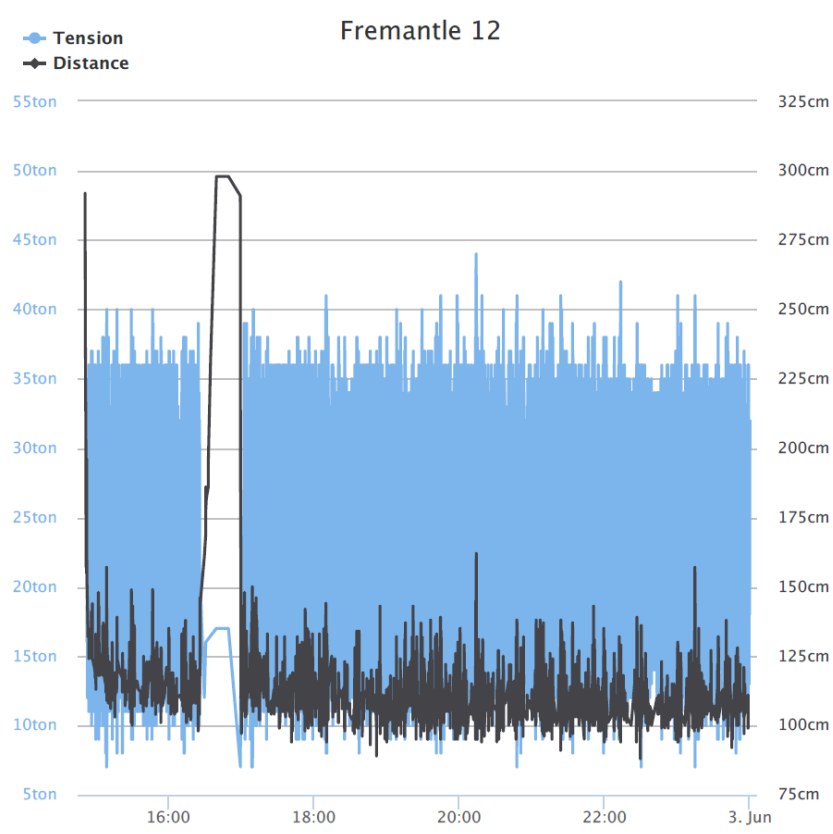 Fremantle 12
Tension
Distance
55ton 325cm
50ton 300cm
45ton 275cm
40ton 250cm
35ton 225cm
30ton 200cm
25ton 175cm
20ton 150cm
15ton 125cm
10ton 100cm
5ton 75cm
16:00 18:00 20:00 22:00 3. Jun